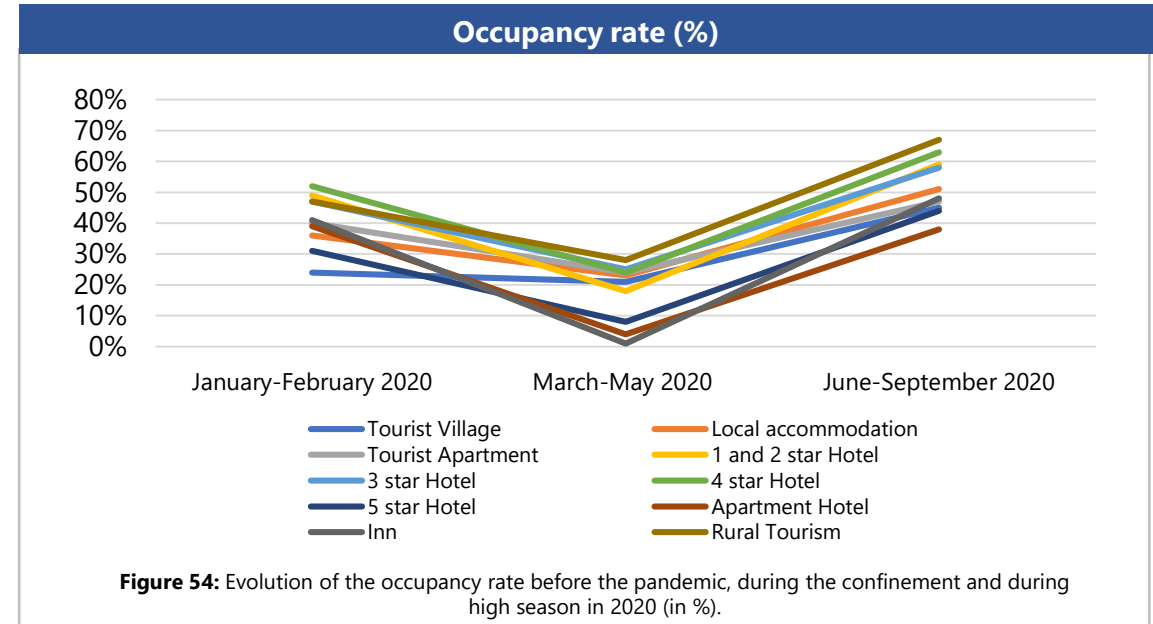 Occupancy rate (%)
80%
70%
60%
50%
40%
30%
20%
10%
0%
January-February 2020 March-May 2020 June-September 2020
Tourist Village Local accommodation
Tourist Apartment 1 and 2 star Hotel
3 star Hotel 4 star Hotel
5 star Hotel Apartment Hotel
Inn Rural Tourism
Figure 54: Evolution of the occupancy rate before the pandemic, during the confinement and during
high season in 2020 (in %).